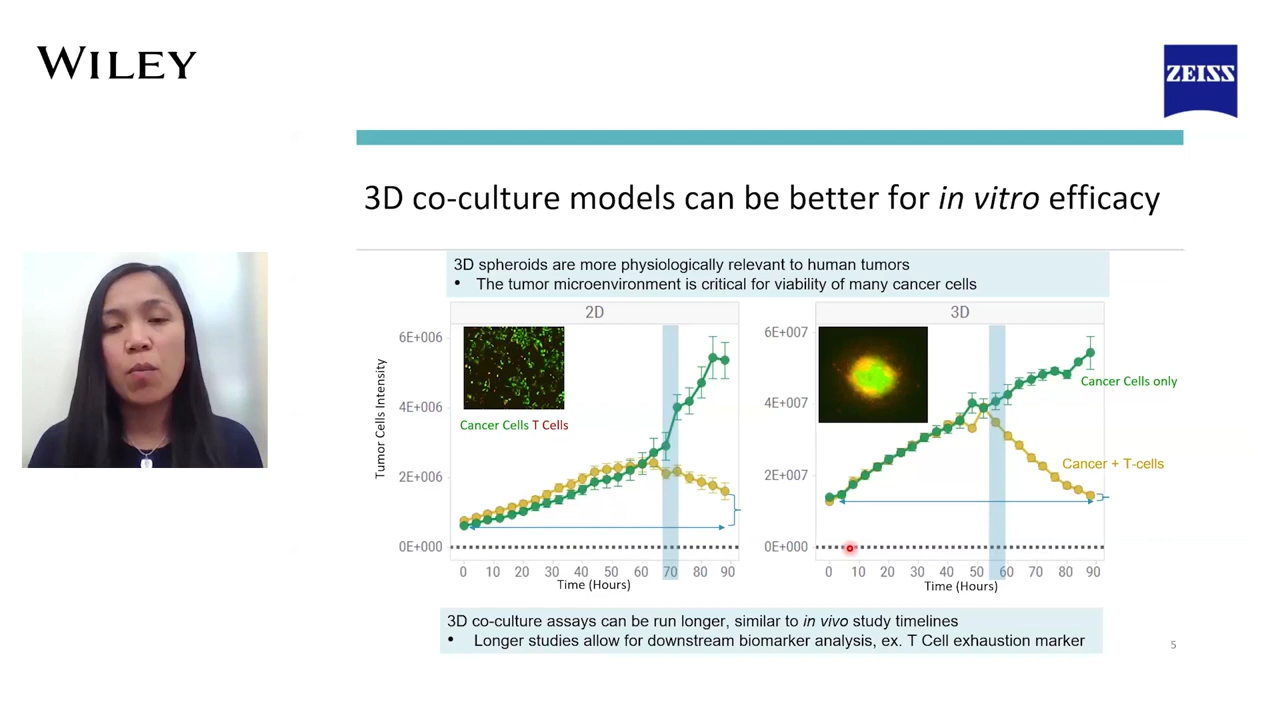 WILEY
ZEISS
3D co-culture models can be better for in vitro efficacy
3D spheroids are more physiologically relevant to human tumors
• The tumor microenvironment is critical for viability of many cancer cells
2D
6E+006
4E+006
2E+006
0E+000
Tumor Cells Intensity
Cancer Cells T Cells
0 10 20 30 40 50 60 70 80 90
Time (Hours)
3D
6E+007
4E+007
2E+007
0E+000
Cancer Cells only
Cancer + T-cells
0 10 20 30 40 50 60 70 80 90
Time (Hours)
3D co-culture assays can be run longer, similar to in vivo study timelines
• Longer studies allow for downstream biomarker analysis, ex. T Cell exhaustion marker
5